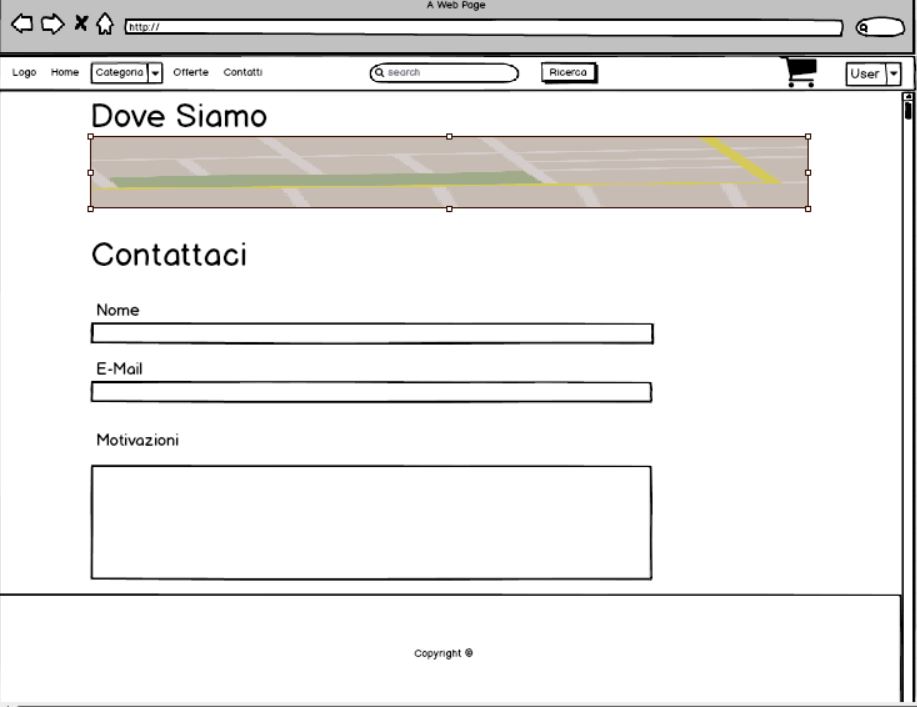 A Web Page
http://
Logo Home Categoria Offerte Contatti search Ricerca User
Dove Siamo
Contattaci
Nome
E-Mail
Motivazioni
Copyright ©